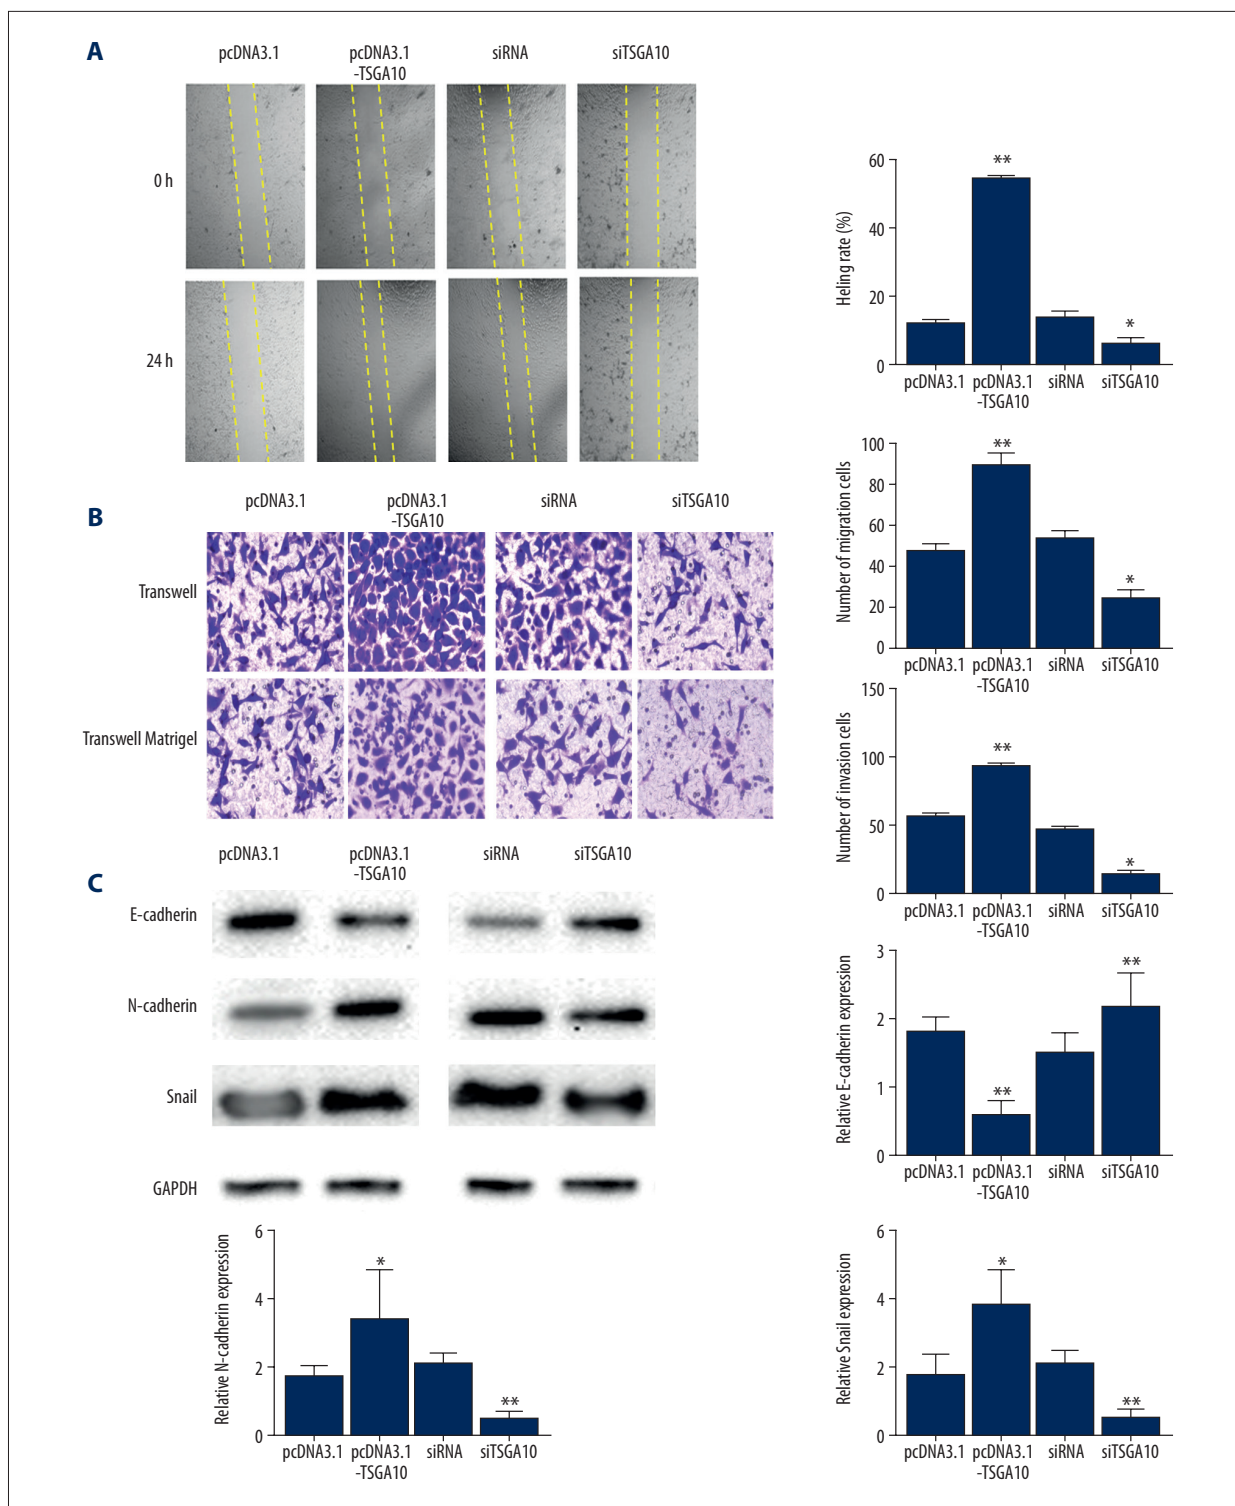 A
pcDNA3.1
pcDNA3.1
-TSGA10
siRNA
siTSGA10
0 h
24 h
60
40
20
0
Heling rate (%)
**
*
pcDNA3.1
pcDNA3.1
-TSGA10
siRNA
siTSGA10
B
pcDNA3.1
pcDNA3.1
-TSGA10
siRNA
siTSGA10
Transwell
Transwell Matrigel
100
80
60
40
20
0
Number of migration cells
**
*
pcDNA3.1
pcDNA3.1
-TSGA10
siRNA
siTSGA10
150
100
50
0
Number of invasion cells
**
*
pcDNA3.1
pcDNA3.1
-TSGA10
siRNA
siTSGA10
C
pcDNA3.1
pcDNA3.1
-TSGA10
siRNA
siTSGA10
E-cadherin
N-cadherin
Snail
GAPDH
3
2
1
0
Relative E-cadherin expression
**
**
pcDNA3.1
pcDNA3.1
-TSGA10
siRNA
siTSGA10
6
4
2
0
Relative N-cadherin expression
*
**
pcDNA3.1
pcDNA3.1
-TSGA10
siRNA
siTSGA10
6
4
2
0
Relative Snail expression
*
**
pcDNA3.1
pcDNA3.1
-TSGA10
siRNA
siTSGA10